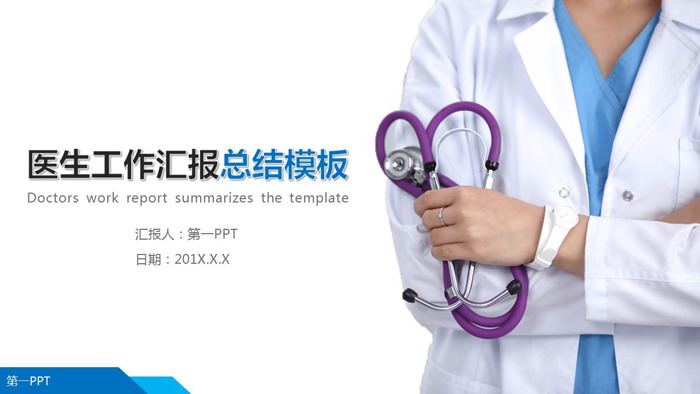 医生工作汇报总结模板
Doctors work report summarizes the template
汇报人：第一PPT
日期：201X.X.X
第一PPT